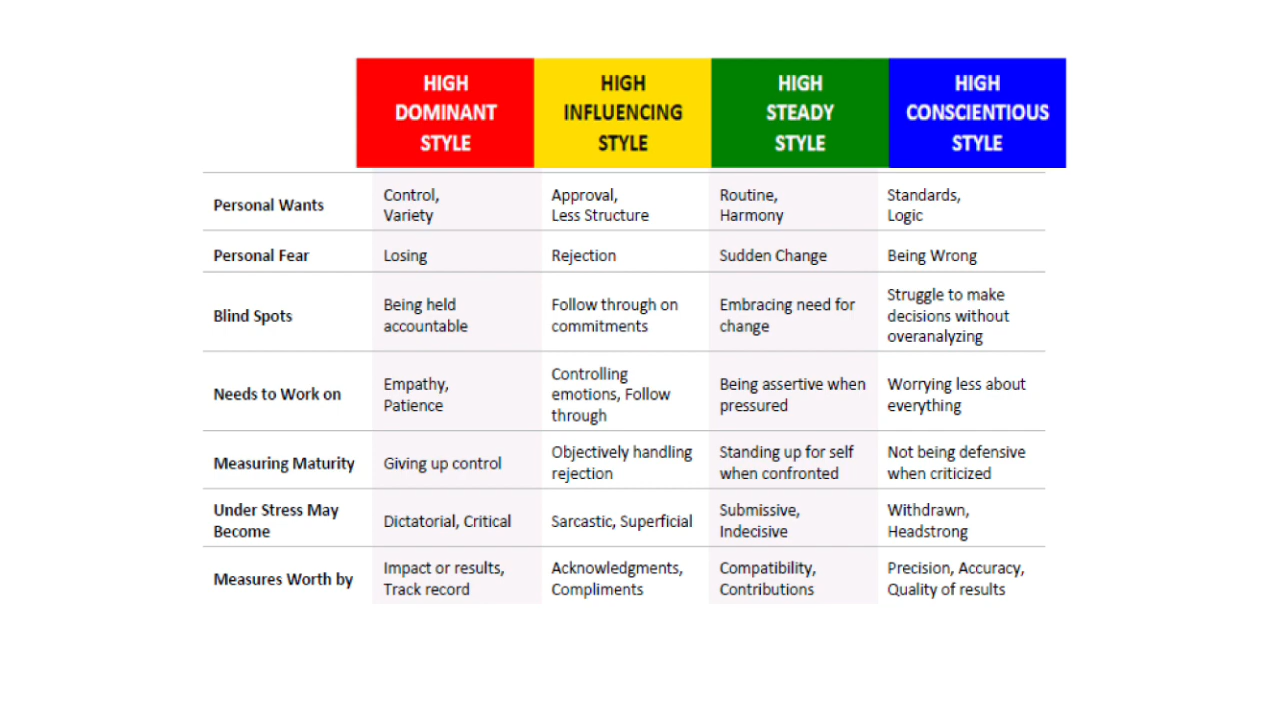 HIGH
DOMINANT
STYLE
HIGH
INFLUENCING
STYLE
HIGH
STEADY
STYLE
HIGH
CONSCIENTIOUS
STYLE
Personal Wants
Control,
Variety
Approval,
Less Structure
Routine,
Harmony
Standards,
Logic
Personal Fear
Losing
Rejection
Sudden Change
Being Wrong
Blind Spots
Being held
accountable
Follow through on
commitments
Embracing need for
change
Struggle to make
decisions without
overanalyzing
Needs to Work on
Empathy,
Patience
Controlling
emotions, Follow
through
Being assertive when
pressured
Worrying less about
everything
Measuring Maturity
Giving up control
Objectively handling
rejection
Standing up for self
when confronted
Not being defensive
when criticized
Under Stress May
Become
Dictatorial, Critical
Sarcastic, Superficial
Submissive,
Indecisive
Withdrawn,
Headstrong
Measures Worth by
Impact or results,
Track record
Acknowledgments,
Compliments
Compatibility,
Contributions
Precision, Accuracy,
Quality of results